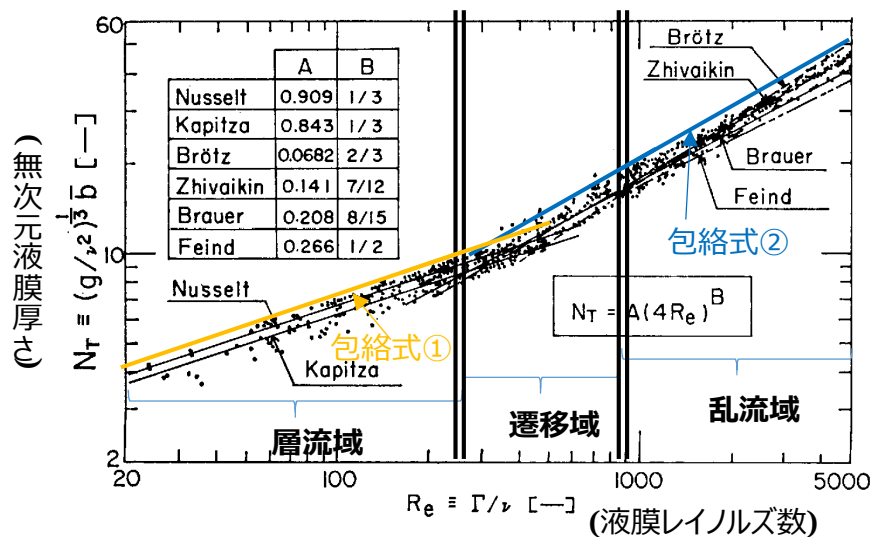 60
10
2
20
100
1000
5000
(無次元液膜厚さ)
N_T ≡ (g/ν²)^{1/3} b̄ [—]
A B
Nusselt 0.909 1/3
Kapitza 0.843 1/3
Brötz 0.0682 2/3
Zhivaikin 0.141 7/12
Brauer 0.208 8/15
Feind 0.266 1/2
Brötz
Zhivaikin
Brauer
Feind
包絡式②
Nusselt
Kapitza
包絡式①
N_T = A(4R_e)^B
層流域
遷移域
乱流域
R_e ≡ Γ/ν [—]
(液膜レイノルズ数)